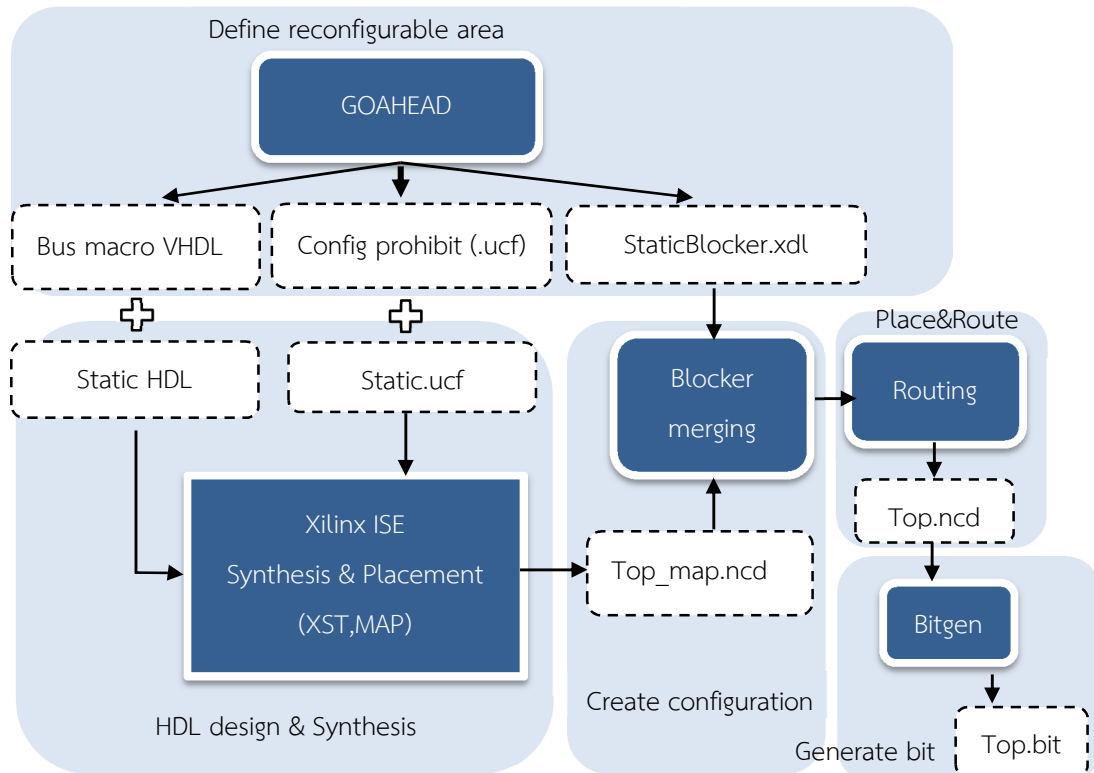 Define reconfigurable area
GOAHEAD
Bus macro VHDL
Config prohibit (.ucf)
StaticBlocker.xdl
Static HDL
Static.ucf
Xilinx ISE
Synthesis & Placement
(XST,MAP)
HDL design & Synthesis
Blocker
merging
Top_map.ncd
Create configuration
Place&Route
Routing
Top.ncd
Bitgen
Generate bit
Top.bit